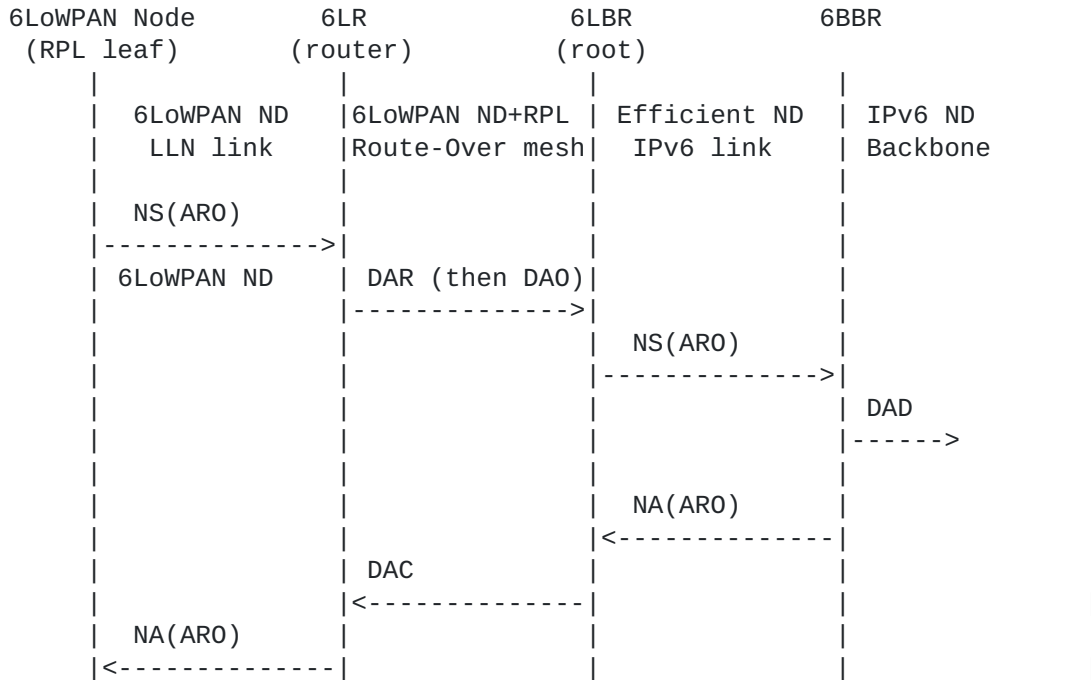 6LoWPAN Node 6LR 6LBR 6BBR
(RPL leaf) (router) (root)
6LoWPAN ND 6LoWPAN ND+RPL Efficient ND IPv6 ND
LLN link Route-Over mesh IPv6 link Backbone
NS(ARO)
6LoWPAN ND DAR (then DAO)
NS(ARO)
DAD
NA(ARO)
DAC
NA(ARO)